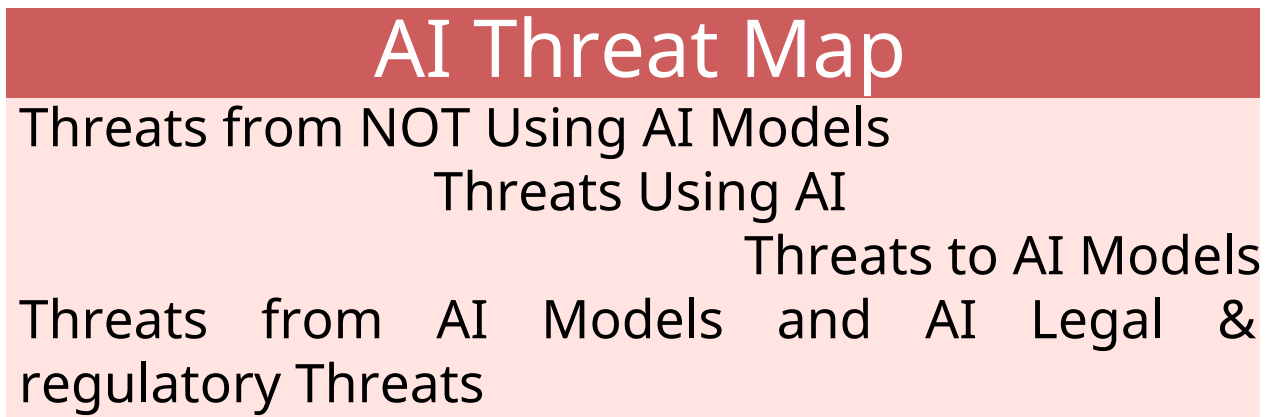 AI Threat Map
Threats from NOT Using AI Models
Threats Using AI
Threats to AI Models
Threats from AI Models and AI Legal &
regulatory Threats